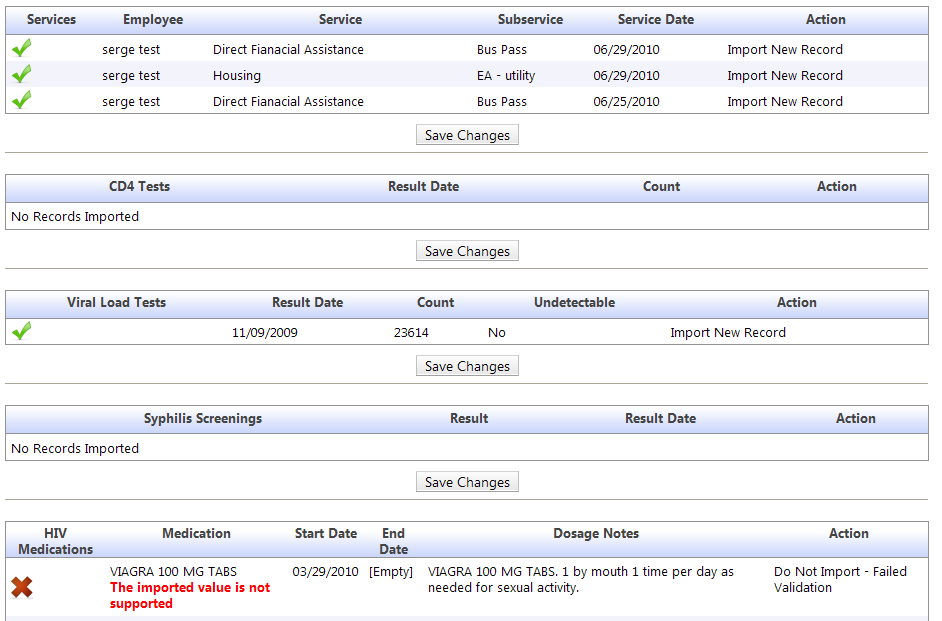 Services Employee Service Subservice Service Date Action
serge test Direct Fianacial Assistance Bus Pass 06/29/2010 Import New Record
serge test Housing EA - utility 06/29/2010 Import New Record
serge test Direct Fianacial Assistance Bus Pass 06/25/2010 Import New Record
Save Changes
CD4 Tests Result Date Count Action
No Records Imported
Save Changes
Viral Load Tests Result Date Count Undetectable Action
11/09/2009 23614 No Import New Record
Save Changes
Syphilis Screenings Result Result Date Action
No Records Imported
Save Changes
HIV Medication Start Date End Dosage Notes Action
Medications Date
VIAGRA 100 MG TABS 03/29/2010 [Empty] VIAGRA 100 MG TABS. 1 by mouth 1 time per day as Do Not Import - Failed
The imported value is not needed for sexual activity. Validation
supported